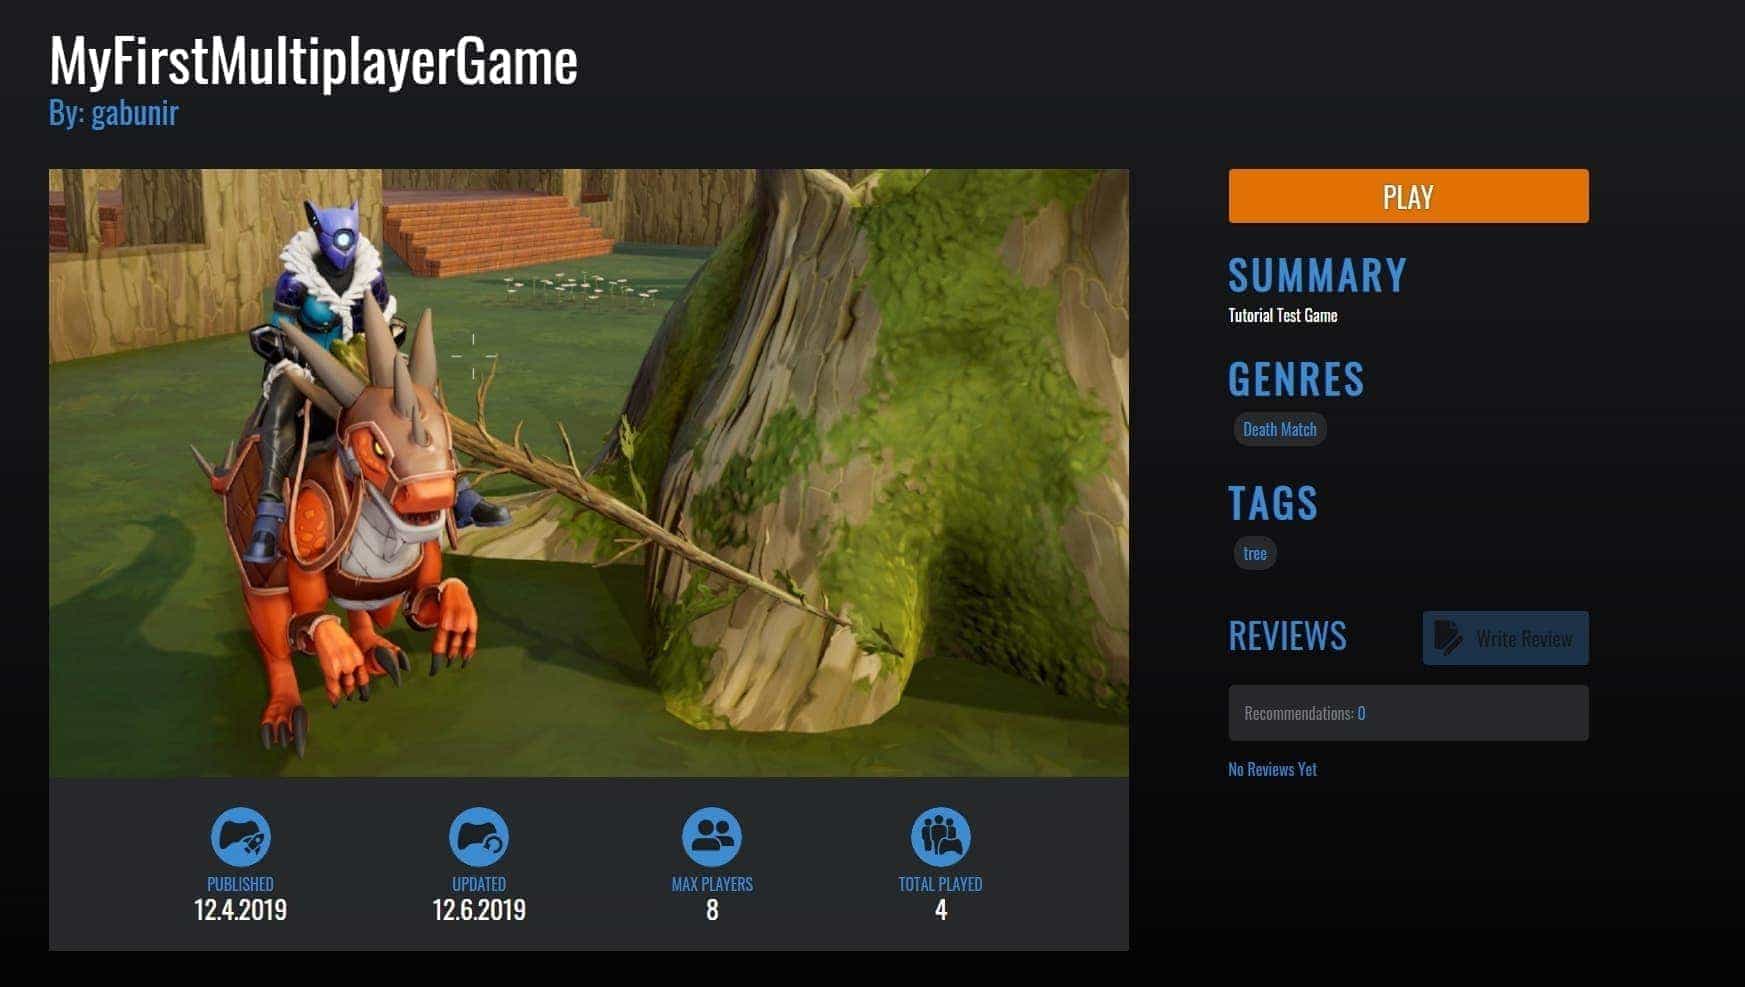 MyFirstMultiplayerGame
By: gabunir
PLAY
SUMMARY
Tutorial Test Game
GENRES
Death Match
TAGS
tree
REVIEWS
Write Review
Recommendations: 0
No Reviews Yet
PUBLISHED
12.4.2019
UPDATED
12.6.2019
MAX PLAYERS
8
TOTAL PLAYED
4